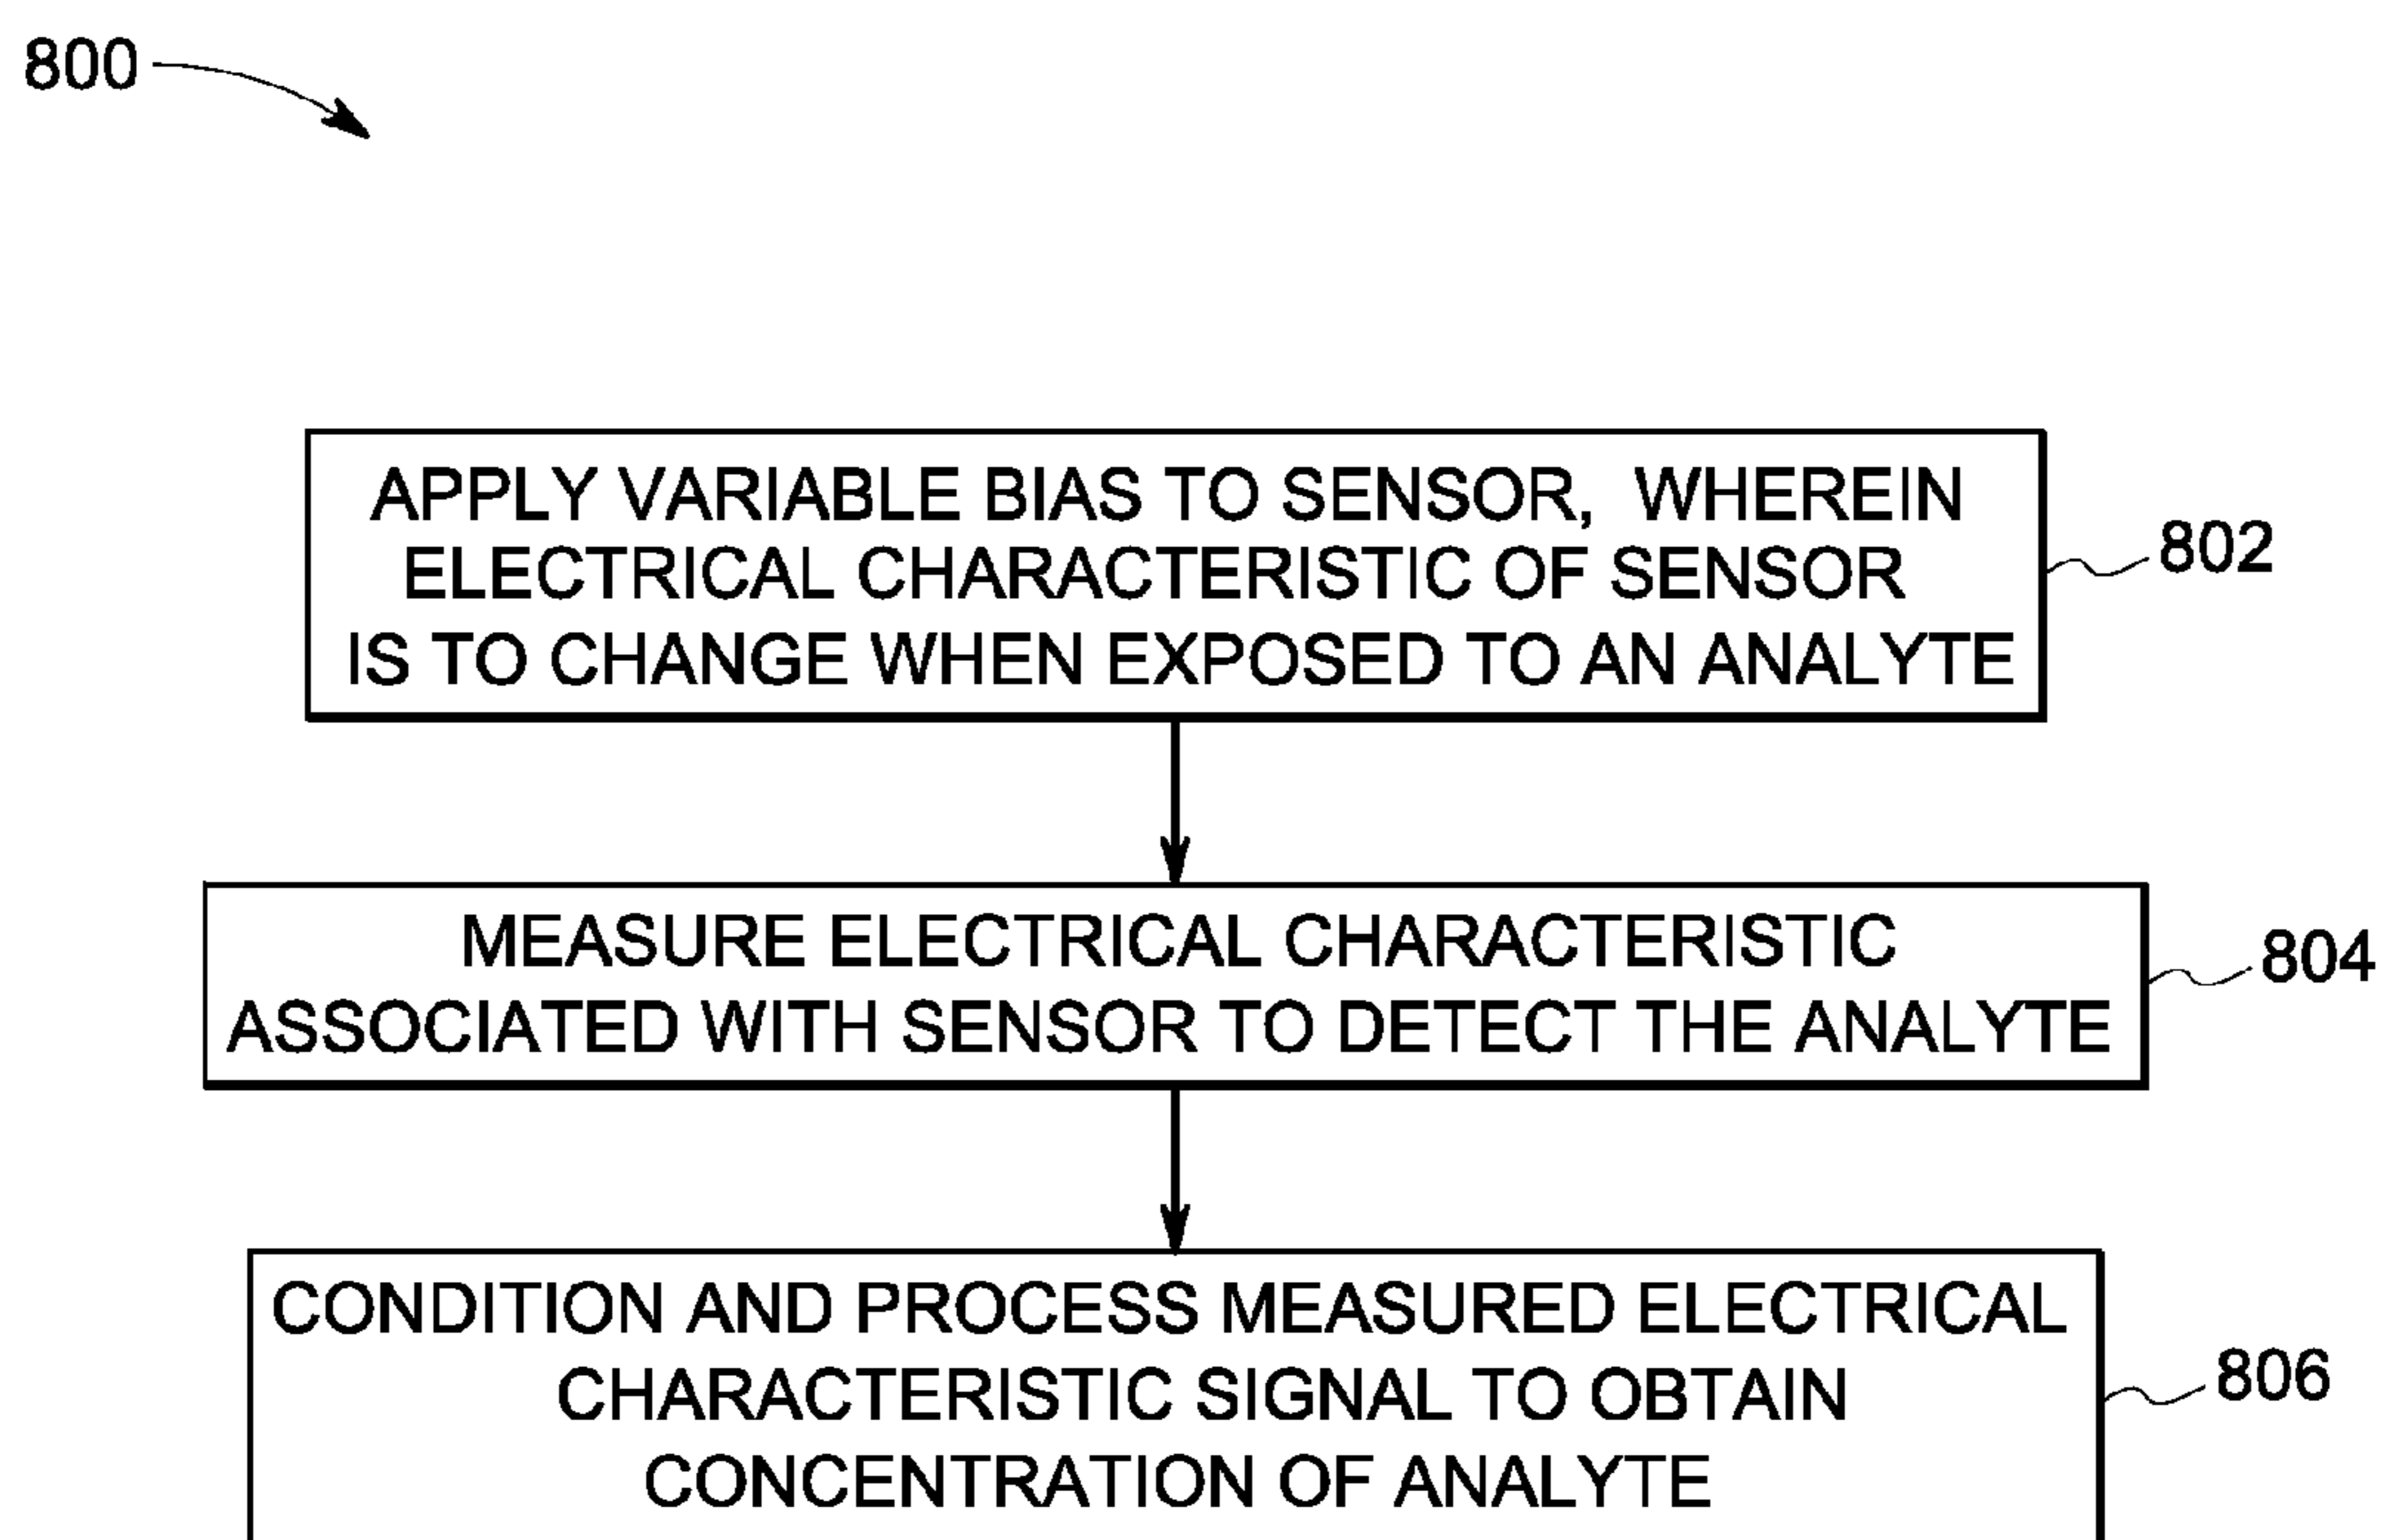 800
APPLY VARIABLE BIAS TO SENSOR, WHEREIN
ELECTRICAL CHARACTERISTIC OF SENSOR
IS TO CHANGE WHEN EXPOSED TO AN ANALYTE
802
MEASURE ELECTRICAL CHARACTERISTIC
ASSOCIATED WITH SENSOR TO DETECT THE ANALYTE
804
CONDITION AND PROCESS MEASURED ELECTRICAL
CHARACTERISTIC SIGNAL TO OBTAIN
CONCENTRATION OF ANALYTE
806